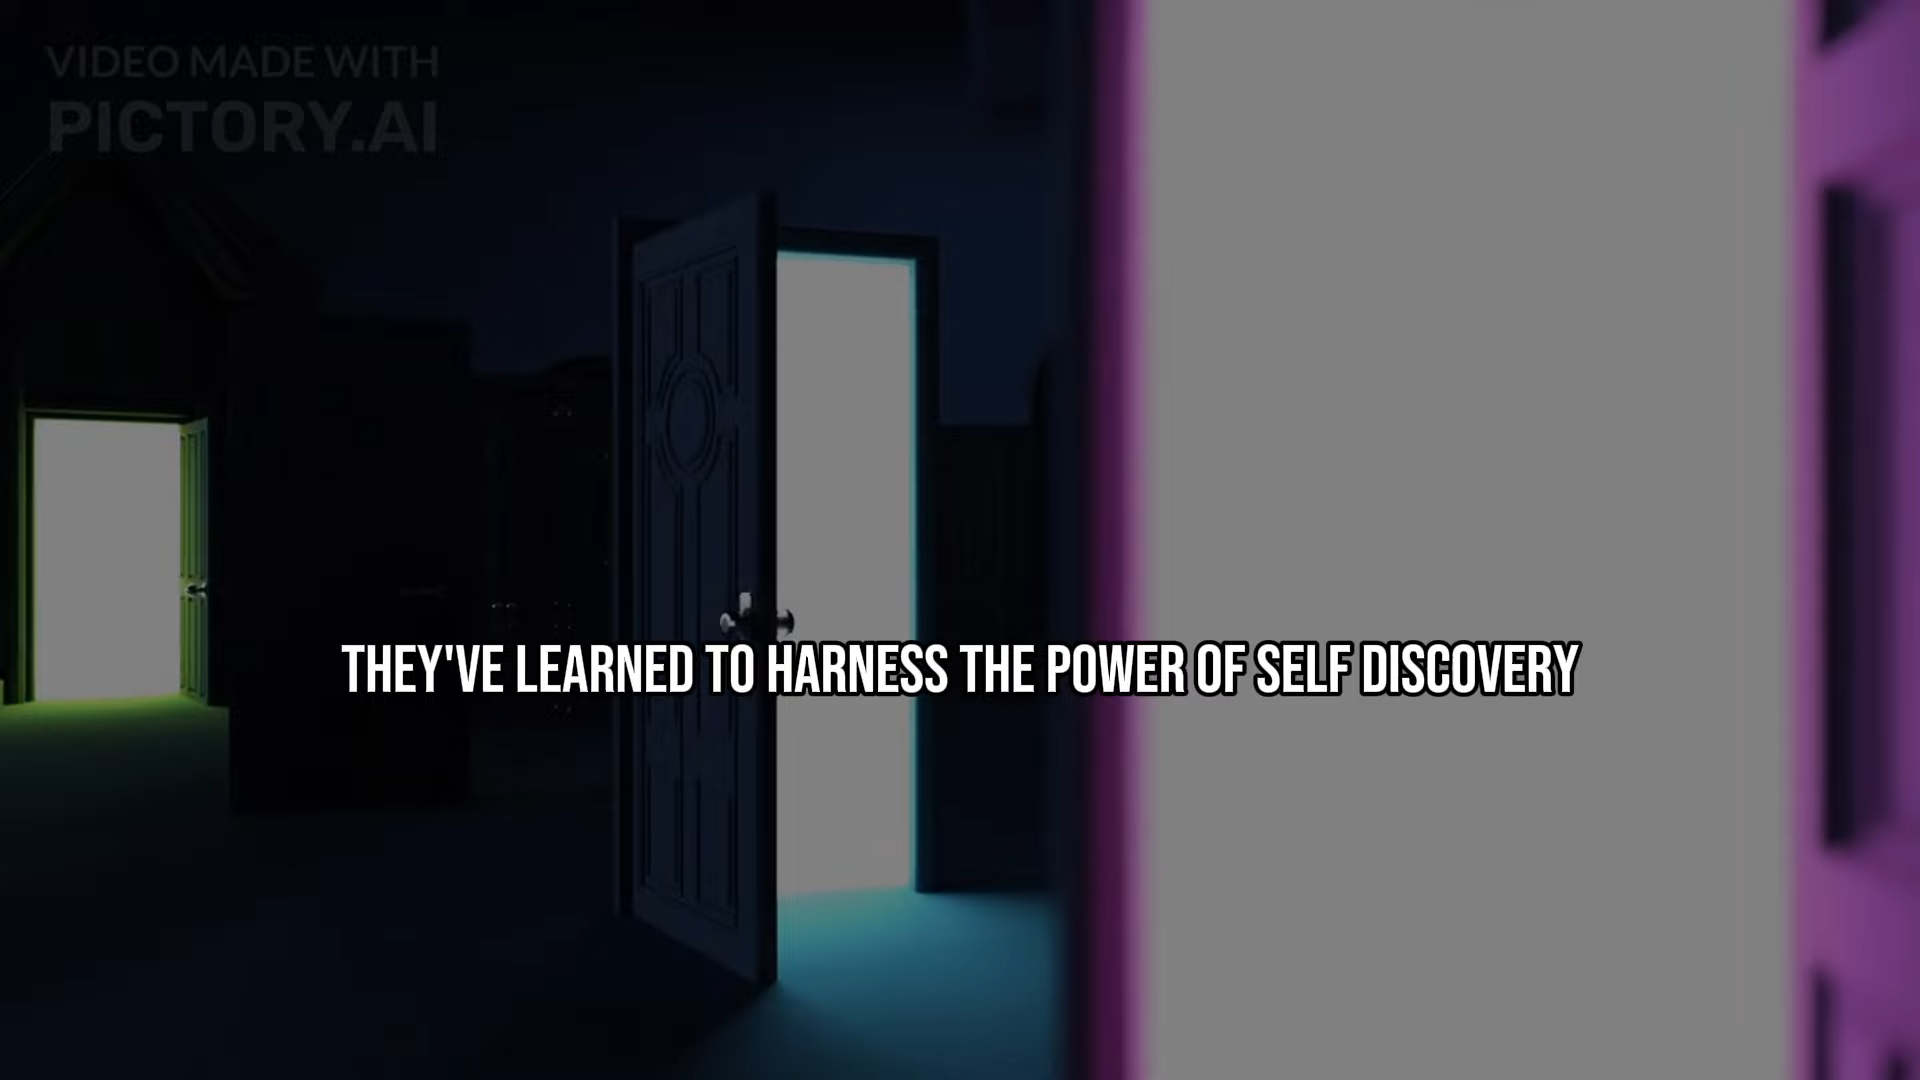 VIDEO MADE WITH
PICTORY.AI
THEY'VE LEARNED TO HARNESS THE POWER OF SELF DISCOVERY